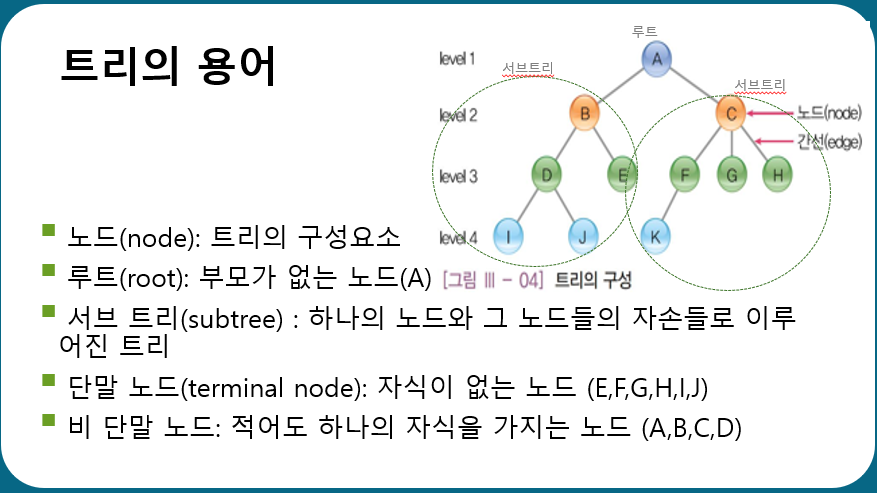 트리의 용어
루트
level 1
A
서브트리
서브트리
level 2
B
C
노드(node)
간선(edge)
level 3
D
E
F
G
H
level 4
I
J
K
[그림 Ⅲ - 04] 트리의 구성
노드(node): 트리의 구성요소
루트(root): 부모가 없는 노드(A)
서브 트리(subtree) : 하나의 노드와 그 노드들의 자손들로 이루
어진 트리
단말 노드(terminal node): 자식이 없는 노드 (E,F,G,H,I,J)
비 단말 노드: 적어도 하나의 자식을 가지는 노드 (A,B,C,D)